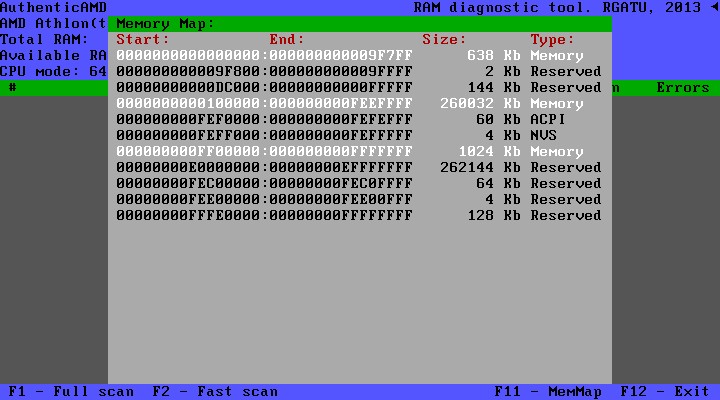 AuthenticAMD RAM diagnostic tool. RGATU, 2013
AMD Athlon(t Memory Map:
Total RAM: Start: End: Size: Type:
Available RA 0000000000000000:000000000009F7FF 638 Kb Memory
CPU mode: 64 000000000009F800:000000000009FFFF 2 Kb Reserved
# 00000000000DC000:00000000000FFFFF 144 Kb Reserved n Errors
0000000000100000:000000000FEEFFFF 260032 Kb Memory
000000000FEF0000:000000000FEFEFFF 60 Kb ACPI
000000000FEFF000:000000000FEFFFFF 4 Kb NVS
000000000FF00000:000000000FFFFFFF 1024 Kb Memory
00000000E0000000:00000000EFFFFFFF 262144 Kb Reserved
00000000FEC00000:00000000FEC0FFFF 64 Kb Reserved
00000000FEE00000:00000000FEE00FFF 4 Kb Reserved
00000000FFFE0000:00000000FFFFFFFF 128 Kb Reserved
F1 - Full scan F2 - Fast scan F11 - MemMap F12 - Exit